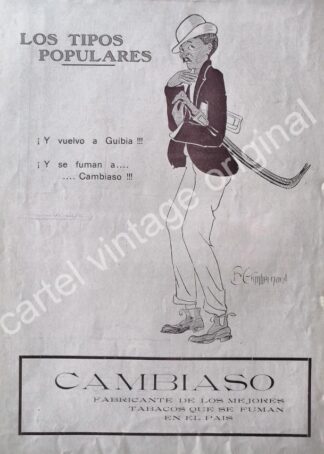 LOS TIPOS
POPULARES
¡ Y vuelvo a Guibia !!!
¡ Y se fuman a....
.... Cambiaso !!!
cartel vintage original
CAMBIASO
FABRICANTE DE LOS MEJORES
TABACOS QUE SE FUMAN
EN EL PAIS